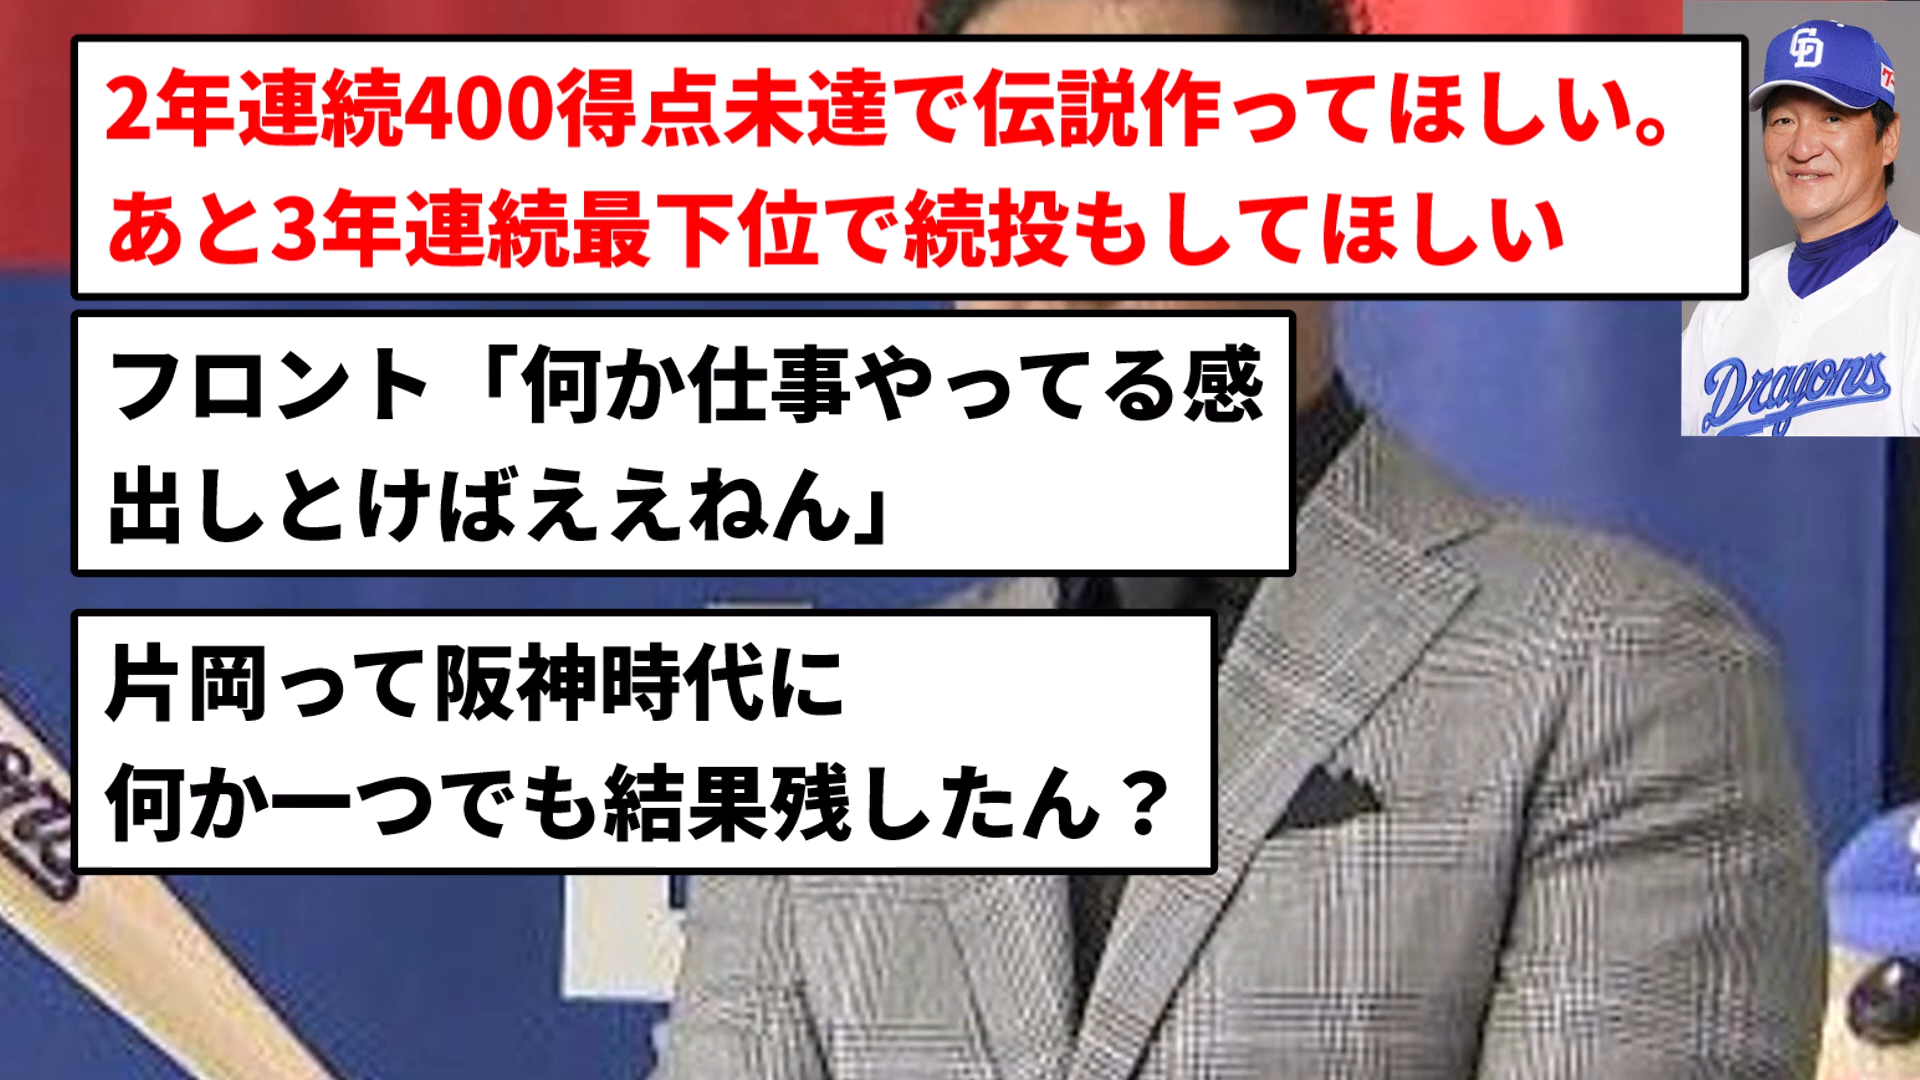 2年連続400得点未達で伝説作ってほしい。
あと3年連続最下位で続投もしてほしい
フロント「何か仕事やってる感
出しとけばええねん」
片岡って阪神時代に
何か一つでも結果残したん？
CD
Dragons